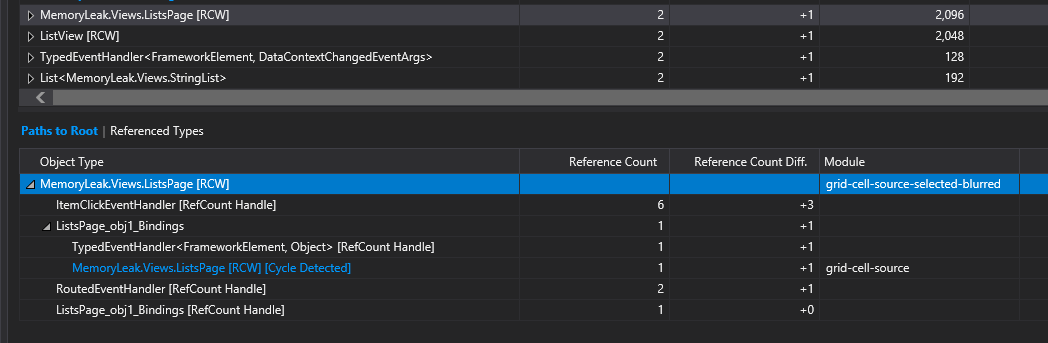 MemoryLeak.Views.ListsPage [RCW] 2 +1 2,096
ListView [RCW] 2 +1 2,048
TypedEventHandler<FrameworkElement, DataContextChangedEventArgs> 2 +1 128
List<MemoryLeak.Views.StringList> 2 +1 192
Paths to Root | Referenced Types
Object Type Reference Count Reference Count Diff. Module
MemoryLeak.Views.ListsPage [RCW] grid-cell-source-selected-blurred
ItemClickEventHandler [RefCount Handle] 6 +3
ListsPage_obj1_Bindings 1 +1
TypedEventHandler<FrameworkElement, Object> [RefCount Handle] 1 +1
MemoryLeak.Views.ListsPage [RCW] [Cycle Detected] 1 +1 grid-cell-source
RoutedEventHandler [RefCount Handle] 2 +1
ListsPage_obj1_Bindings [RefCount Handle] 1 +0